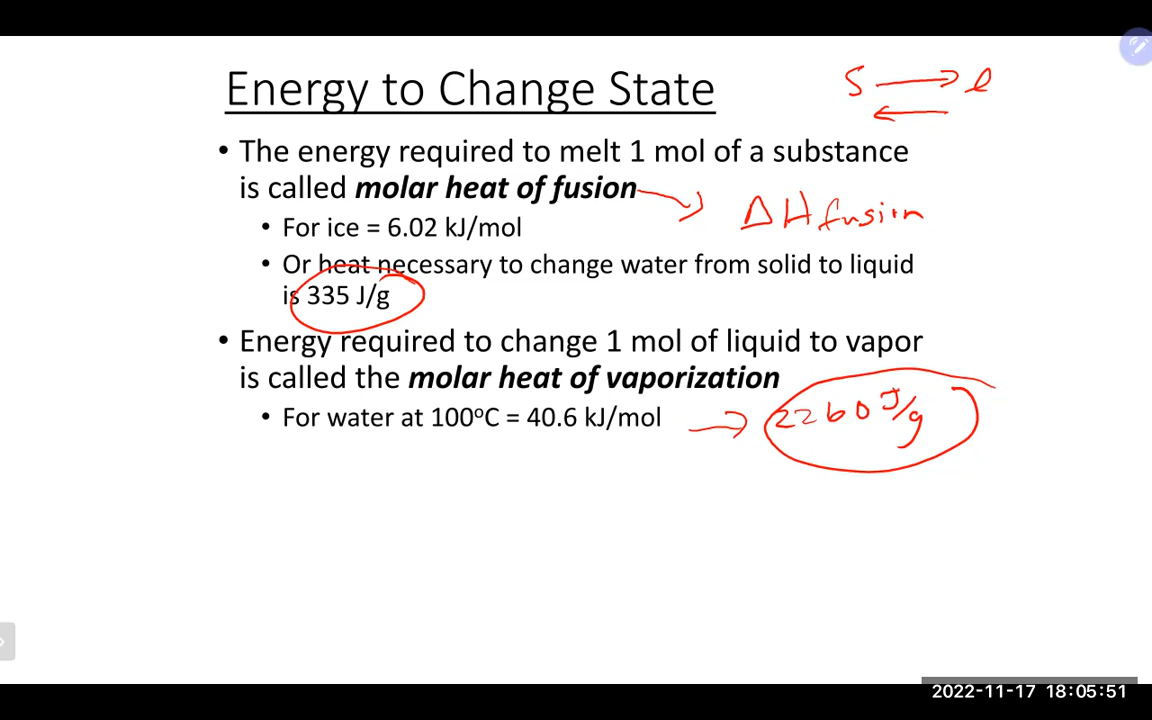 Energy to Change State
S → l
←
• The energy required to melt 1 mol of a substance
is called molar heat of fusion → ΔH fusion
• For ice = 6.02 kJ/mol
• Or heat necessary to change water from solid to liquid
is 335 J/g
• Energy required to change 1 mol of liquid to vapor
is called the molar heat of vaporization
• For water at 100°C = 40.6 kJ/mol → 2260 J/g
2022-11-17 18:05:51